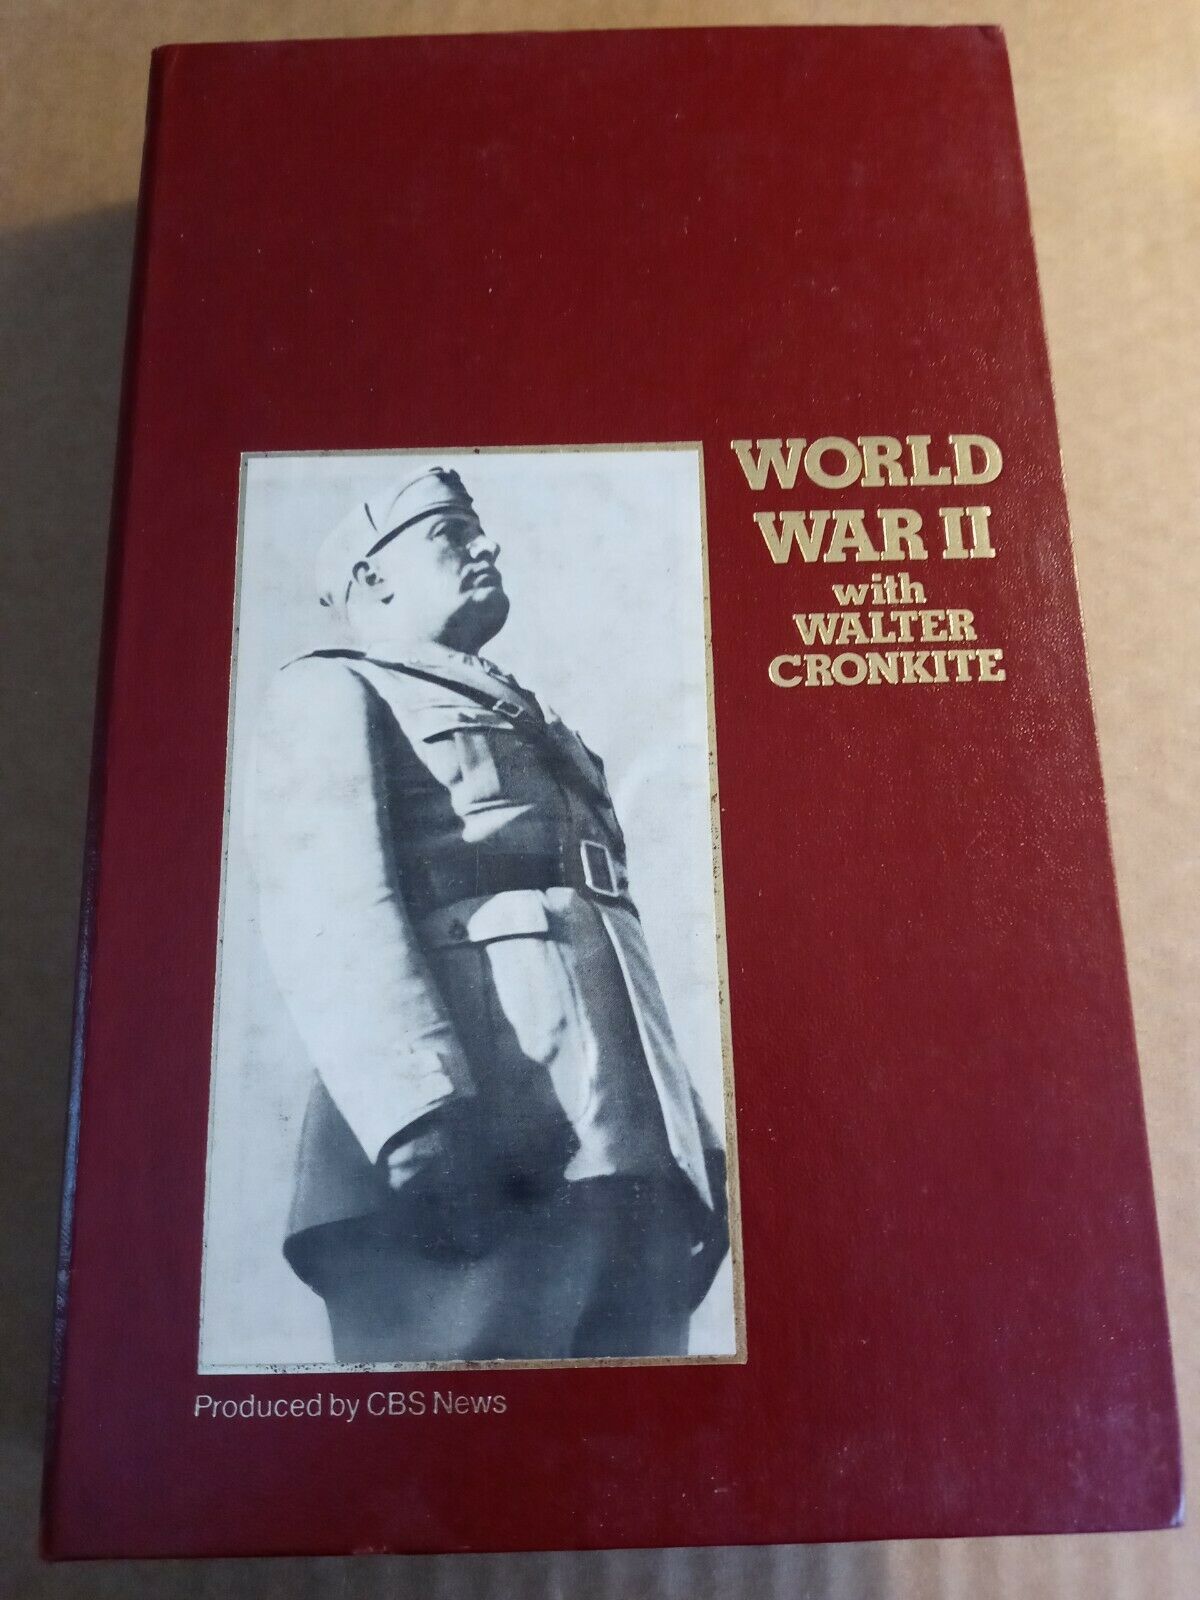 WORLD
WAR II
with
WALTER
CRONKITE
Produced by CBS News